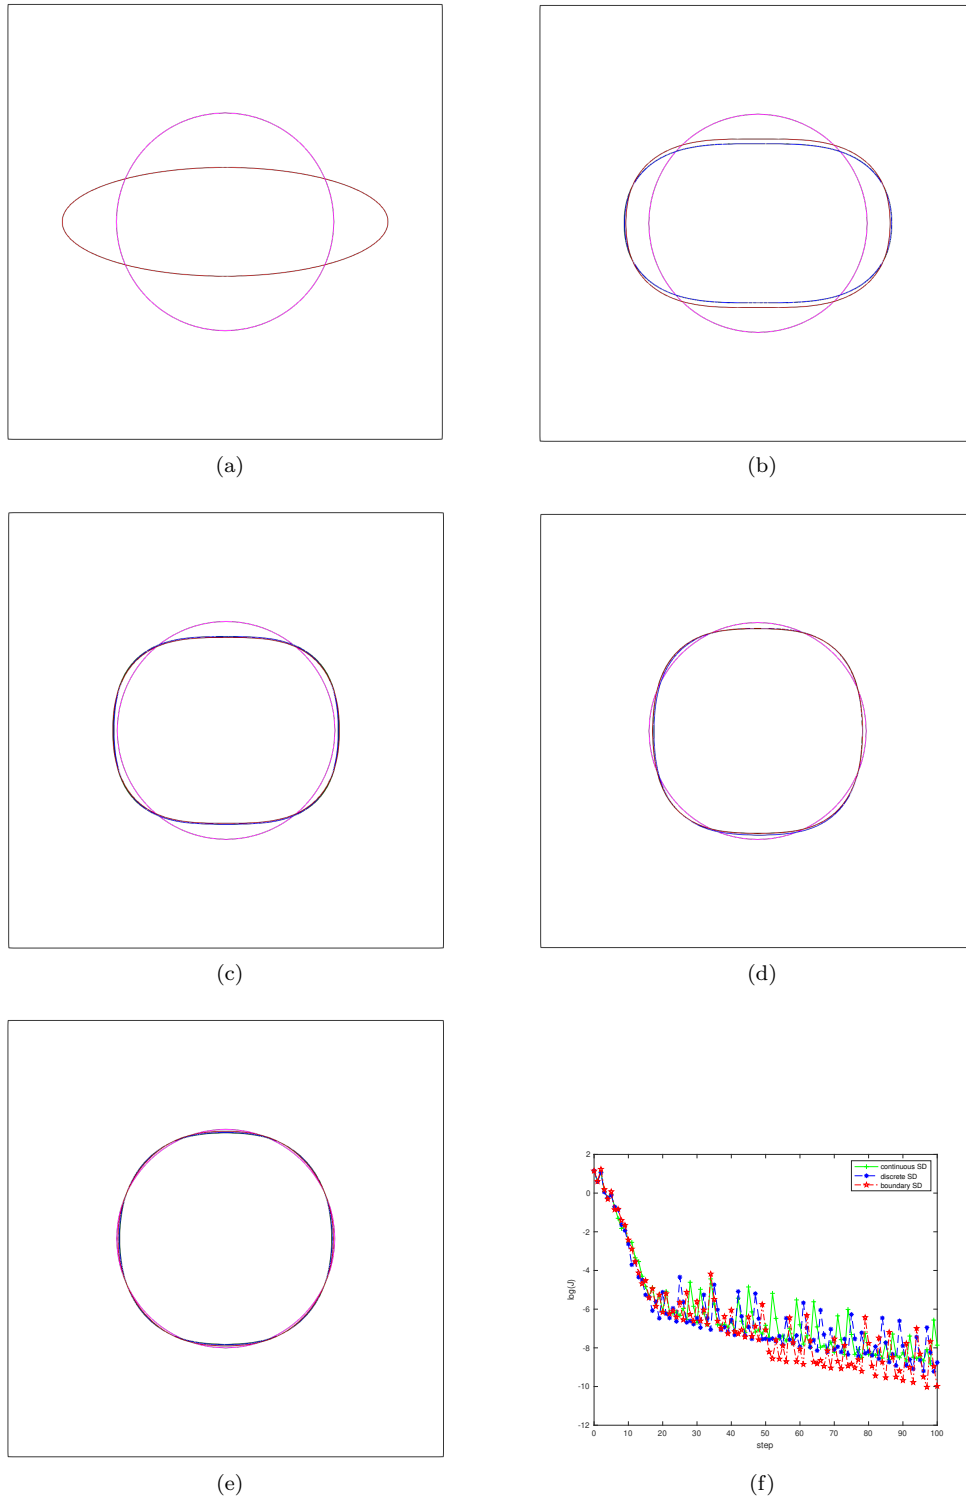 (a)
(b)
(c)
(d)
(e)
2
0
-2
-4
-6
-8
-10
-12
log(J)
continuous SD
discrete SD
boundary SD
0 10 20 30 40 50 60 70 80 90 100
step
(f)